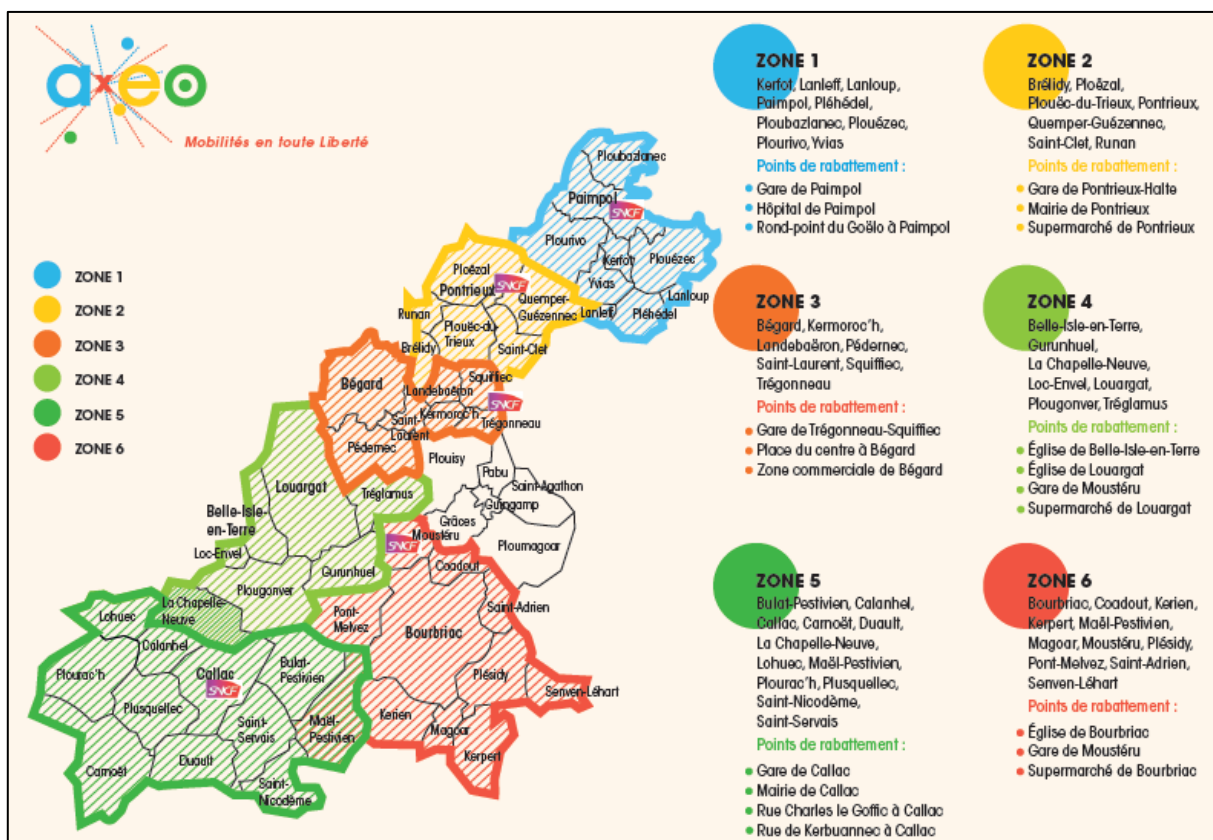 axeo
Mobilités en toute Liberté
ZONE 1
ZONE 2
ZONE 3
ZONE 4
ZONE 5
ZONE 6
Ploubazlanec
Paimpol
SNCF
Plourivo
Kerfot
Plouézec
Yvias
Lanloup
Lanleff
Pléhédel
Ploëzal
Pontrieux
SNCF
Quemper-
Guézennec
Runan
Plouëc-du-
Trieux
Brélidy
Saint-Clet
Bégard
Squiffiec
Landebaëron
SNCF
Kermoroc'h
Trégonneau
Saint-
Laurent
Pédernec
Plouisy
Pabu
Saint-Agathon
Guingamp
Grâces
Ploumagoar
Louargat
Tréglamus
Belle-Isle-
en-Terre
Loc-Envel
Gurunhuel
Plougonver
La Chapelle-
Neuve
Moustéru
SNCF
Coadout
Saint-Adrien
Pont-
Melvez
Bourbriac
Plésidy
Senven-Léhart
Kerien
Magoar
Kerpert
Lohuec
Calanhel
Callac
SNCF
Bulat-
Pestivien
Plourac'h
Plusquellec
Saint-
Servais
Maël-
Pestivien
Carnoët
Duault
Saint-
Nicodème
ZONE 1
Kerfot, Lanleff, Lanloup,
Paimpol, Pléhédel,
Ploubazlanec, Plouézec,
Plourivo, Yvias
Points de rabattement :
• Gare de Paimpol
• Hôpital de Paimpol
• Rond-point du Goëlo à Paimpol
ZONE 2
Brélidy, Ploëzal,
Plouëc-du-Trieux, Pontrieux,
Quemper-Guézennec,
Saint-Clet, Runan
Points de rabattement :
• Gare de Pontrieux-Halte
• Mairie de Pontrieux
• Supermarché de Pontrieux
ZONE 3
Bégard, Kermoroc'h,
Landebaëron, Pédernec,
Saint-Laurent, Squiffiec,
Trégonneau
Points de rabattement :
• Gare de Trégonneau-Squiffiec
• Place du centre à Bégard
• Zone commerciale de Bégard
ZONE 4
Belle-Isle-en-Terre,
Gurunhuel,
La Chapelle-Neuve,
Loc-Envel, Louargat,
Plougonver, Tréglamus
Points de rabattement :
• Église de Belle-Isle-en-Terre
• Église de Louargat
• Gare de Moustéru
• Supermarché de Louargat
ZONE 5
Bulat-Pestivien, Calanhel,
Callac, Carnoët, Duault,
La Chapelle-Neuve,
Lohuec, Maël-Pestivien,
Plourac'h, Plusquellec,
Saint-Nicodème,
Saint-Servais
Points de rabattement :
• Gare de Callac
• Mairie de Callac
• Rue Charles le Goffic à Callac
• Rue de Kerbuannec à Callac
ZONE 6
Bourbriac, Coadout, Kerien,
Kerpert, Maël-Pestivien,
Magoar, Moustéru, Plésidy,
Pont-Melvez, Saint-Adrien,
Senven-Léhart
Points de rabattement :
• Église de Bourbriac
• Gare de Moustéru
• Supermarché de Bourbriac